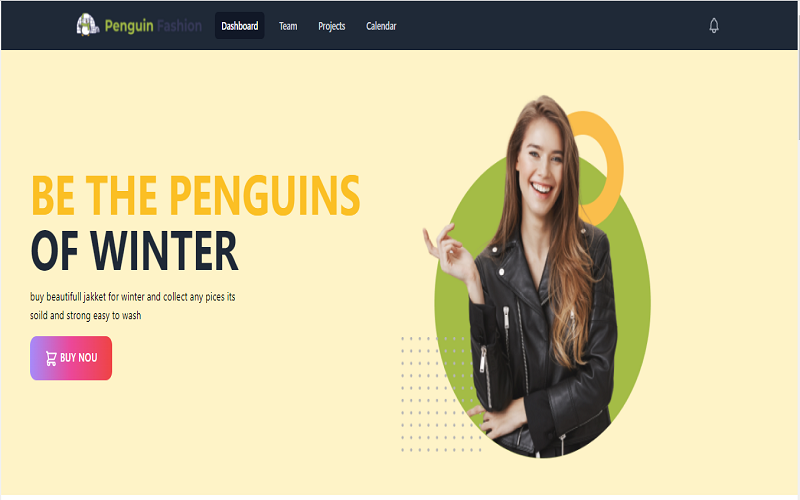 Penguin Fashion
Dashboard
Team
Projects
Calendar
BE THE PENGUINS
OF WINTER
buy beautifull jakket for winter and collect any pices its
soild and strong easy to wash
BUY NOU